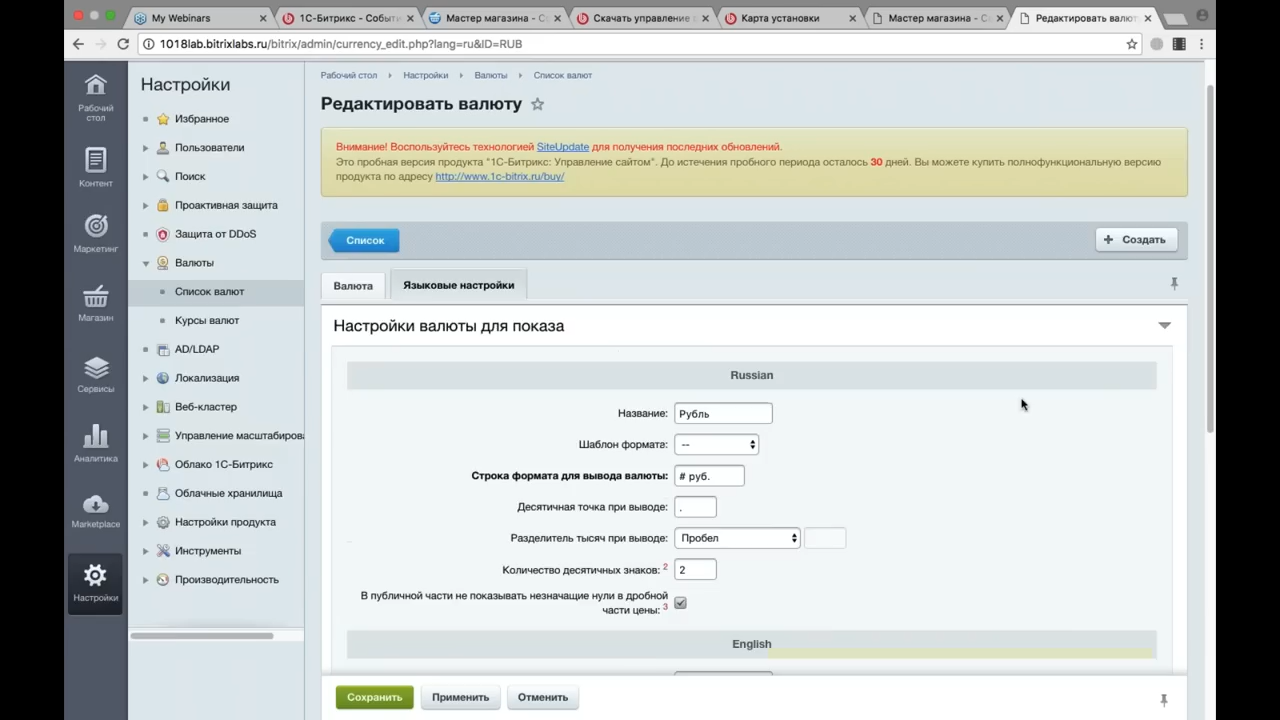 My Webinars
1С-Битрикс - Событи
Мастер магазина - С
Скачать управление
Карта установки
Мастер магазина - С
Редактировать валют
1018lab.bitrixlabs.ru/bitrix/admin/currency_edit.php?lang=ru&ID=RUB
Рабочий стол
Контент
Маркетинг
Магазин
Сервисы
Аналитика
Marketplace
Настройки
Настройки
Избранное
Пользователи
Поиск
Проактивная защита
Защита от DDoS
Валюты
Список валют
Курсы валют
AD/LDAP
Локализация
Веб-кластер
Управление масштабирова
Облако 1С-Битрикс
Облачные хранилища
Настройки продукта
Инструменты
Производительность
Рабочий стол Настройки Валюты Список валют
Редактировать валюту
Внимание! Воспользуйтесь технологией SiteUpdate для получения последних обновлений.
Это пробная версия продукта "1С-Битрикс: Управление сайтом". До истечения пробного периода осталось 30 дней. Вы можете купить полнофункциональную версию
продукта по адресу http://www.1c-bitrix.ru/buy/
Список
+ Создать
Валюта
Языковые настройки
Настройки валюты для показа
Russian
Название: Рубль
Шаблон формата: --
Строка формата для вывода валюты: # руб.
Десятичная точка при выводе: .
Разделитель тысяч при выводе: Пробел
Количество десятичных знаков: 2 2
В публичной части не показывать незначащие нули в дробной
части цены: 3
English
Сохранить
Применить
Отменить